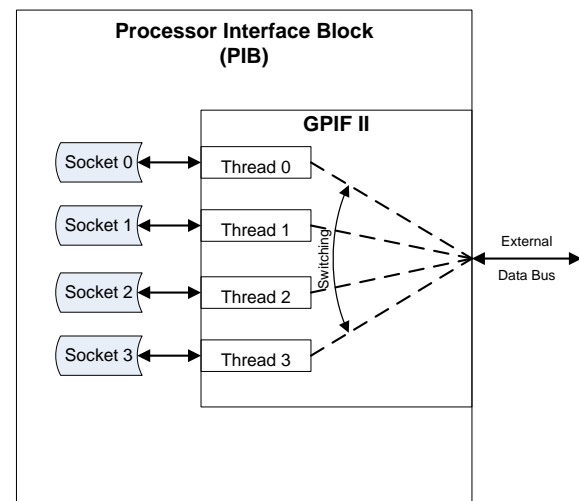 Processor Interface Block
(PIB)
GPIF II
Socket 0
Thread 0
Socket 1
Thread 1
Socket 2
Thread 2
Socket 3
Thread 3
Switching
External
Data Bus